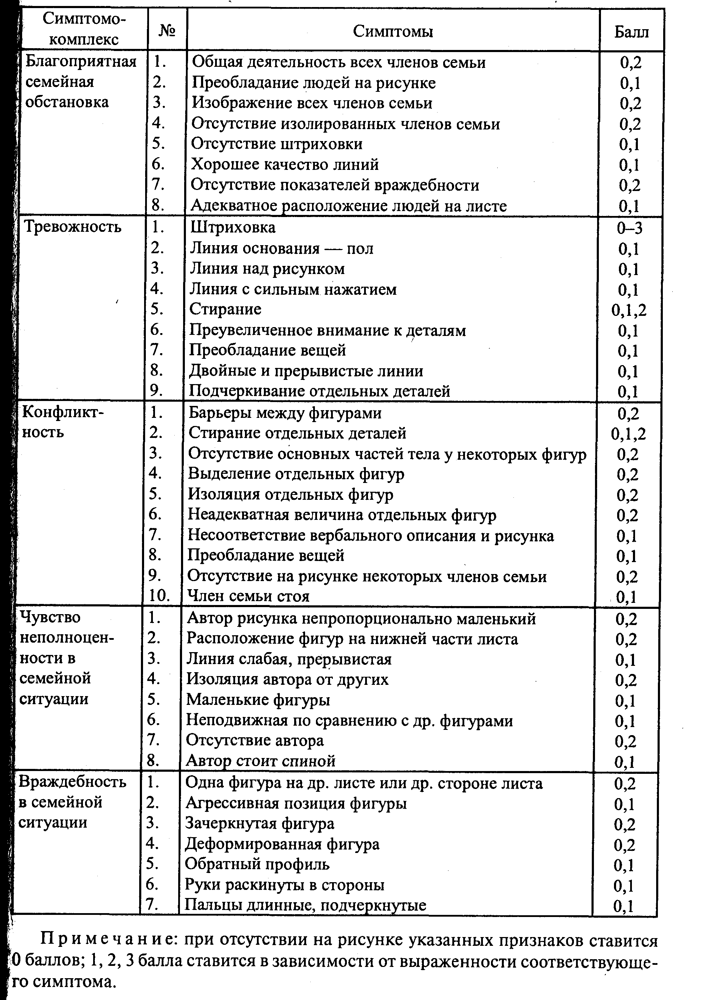 Симптомо-
комплекс
№
Симптомы
Балл
Благоприятная 1. Общая деятельность всех членов семьи 0,2
семейная 2. Преобладание людей на рисунке 0,1
обстановка 3. Изображение всех членов семьи 0,2
4. Отсутствие изолированных членов семьи 0,2
5. Отсутствие штриховки 0,1
6. Хорошее качество линий 0,1
7. Отсутствие показателей враждебности 0,2
8. Адекватное расположение людей на листе 0,1
Тревожность 1. Штриховка 0–3
2. Линия основания — пол 0,1
3. Линия над рисунком 0,1
4. Линия с сильным нажатием 0,1
5. Стирание 0,1,2
6. Преувеличенное внимание к деталям 0,1
7. Преобладание вещей 0,1
8. Двойные и прерывистые линии 0,1
9. Подчеркивание отдельных деталей 0,1
Конфликт- 1. Барьеры между фигурами 0,2
ность 2. Стирание отдельных деталей 0,1,2
3. Отсутствие основных частей тела у некоторых фигур 0,2
4. Выделение отдельных фигур 0,2
5. Изоляция отдельных фигур 0,2
6. Неадекватная величина отдельных фигур 0,2
7. Несоответствие вербального описания и рисунка 0,1
8. Преобладание вещей 0,1
9. Отсутствие на рисунке некоторых членов семьи 0,2
10. Член семьи стоя 0,1
Чувство 1. Автор рисунка непропорционально маленький 0,2
неполноцен- 2. Расположение фигур на нижней части листа 0,2
ности в 3. Линия слабая, прерывистая 0,1
семейной 4. Изоляция автора от других 0,2
ситуации 5. Маленькие фигуры 0,1
6. Неподвижная по сравнению с др. фигурами 0,1
7. Отсутствие автора 0,2
8. Автор стоит спиной 0,1
Враждебность 1. Одна фигура на др. листе или др. стороне листа 0,2
в семейной 2. Агрессивная позиция фигуры 0,1
ситуации 3. Зачеркнутая фигура 0,2
4. Деформированная фигура 0,2
5. Обратный профиль 0,1
6. Руки раскинуты в стороны 0,1
7. Пальцы длинные, подчеркнутые 0,1
Примечание: при отсутствии на рисунке указанных признаков ставится
0 баллов; 1, 2, 3 балла ставится в зависимости от выраженности соответствующе-
го симптома.